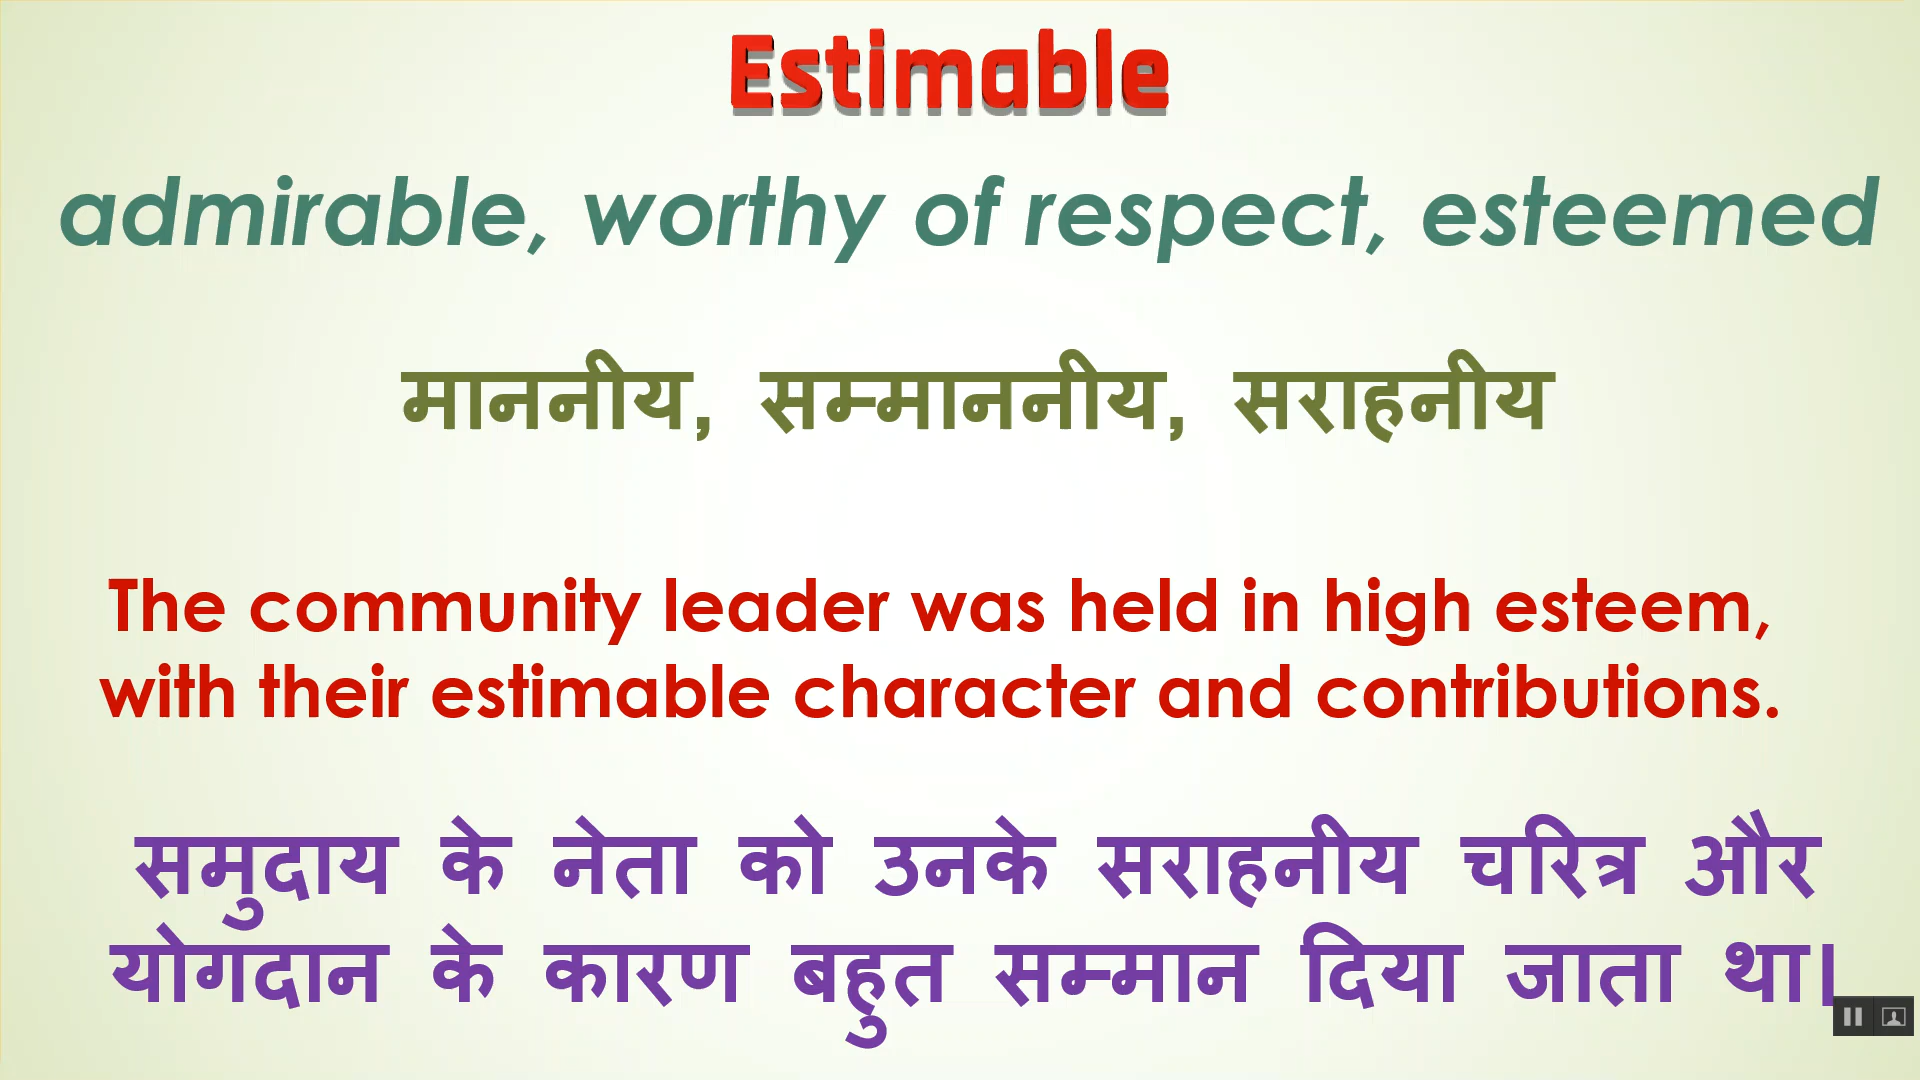 Estimable
admirable, worthy of respect, esteemed
माननीय, सम्माननीय, सराहनीय
The community leader was held in high esteem,
with their estimable character and contributions.
समुदाय के नेता को उनके सराहनीय चरित्र और
योगदान के कारण बहुत सम्मान दिया जाता था।